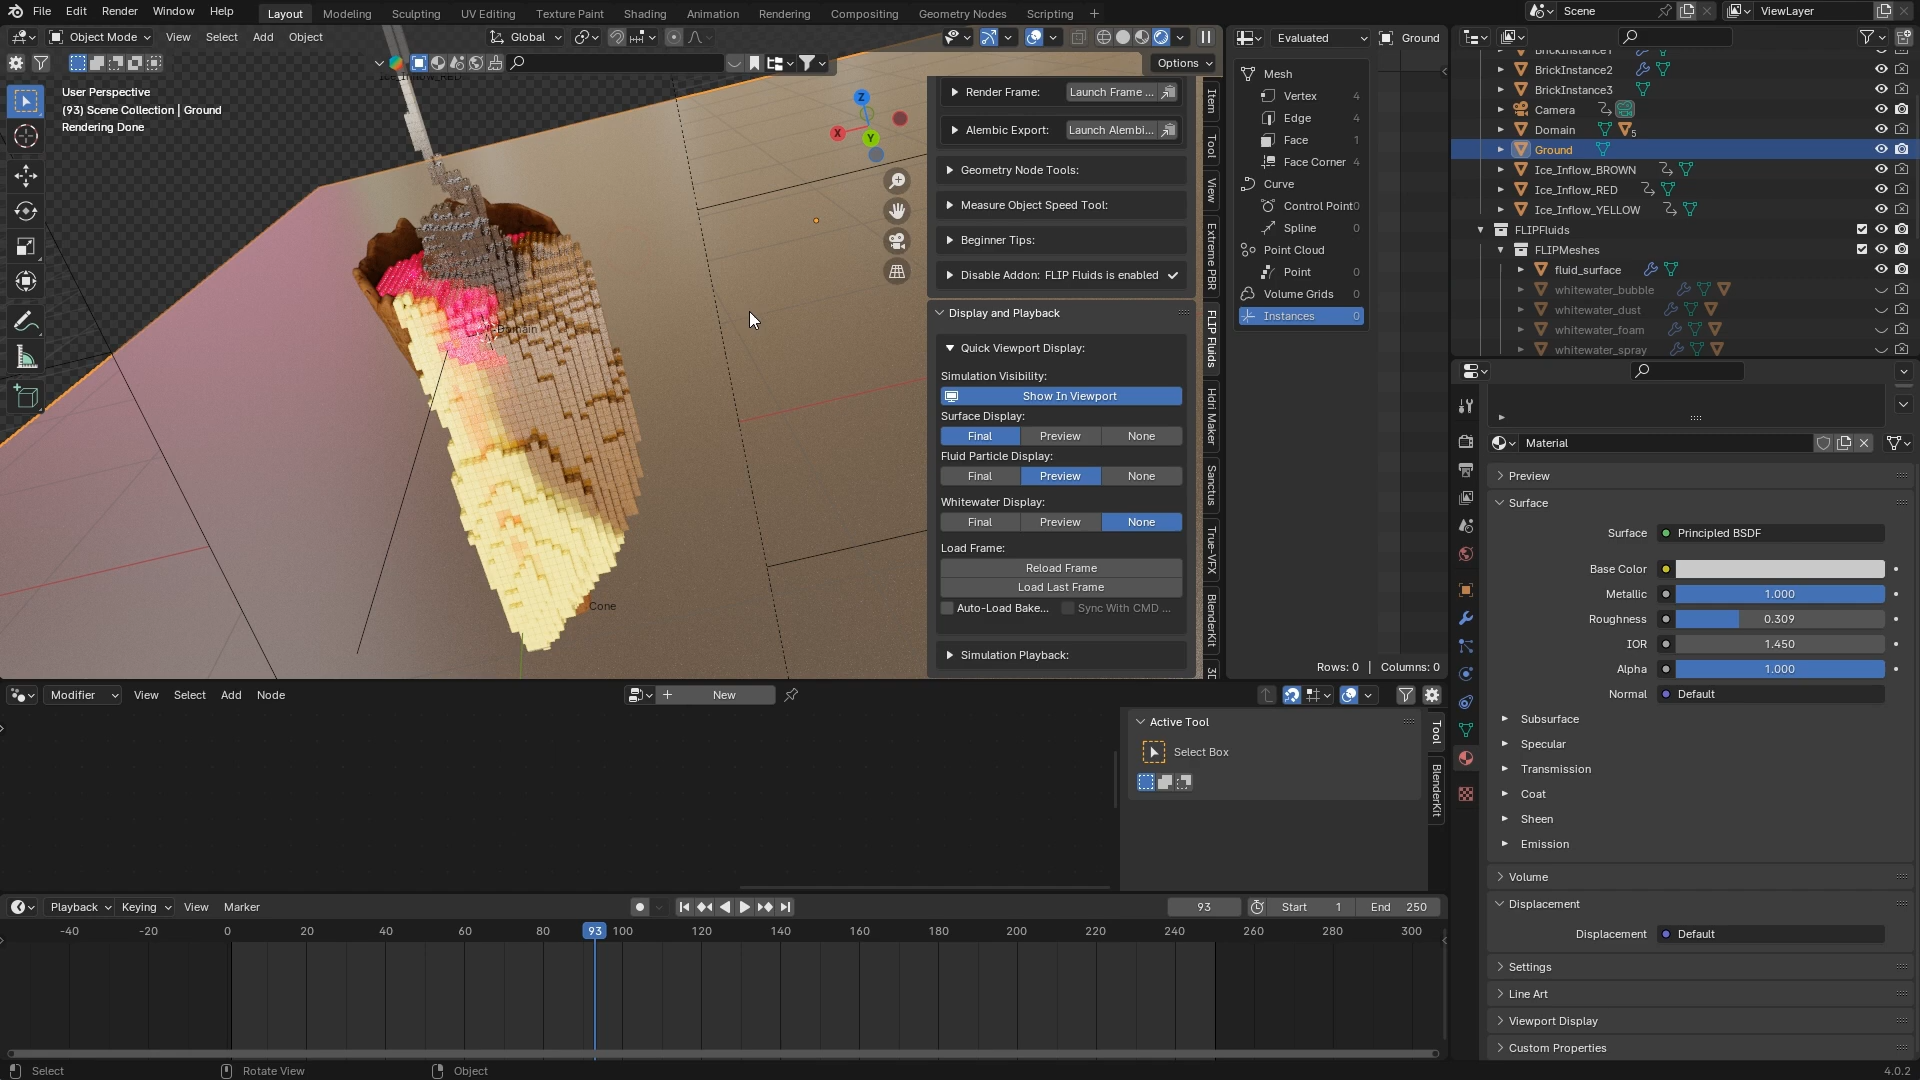 File Edit Render Window Help Layout Modeling Sculpting UV Editing Texture Paint Shading Animation Rendering Compositing Geometry Nodes Scripting + Scene ViewLayer
Object Mode View Select Add Object Global
Options
User Perspective
(93) Scene Collection | Ground
Rendering Done
Z
X
Y
Domain
Cone
Render Frame: Launch Frame ...
Alembic Export: Launch Alembi...
Geometry Node Tools:
Measure Object Speed Tool:
Beginner Tips:
Disable Addon: FLIP Fluids is enabled
Display and Playback
Quick Viewport Display:
Simulation Visibility:
Show In Viewport
Surface Display:
Final Preview None
Fluid Particle Display:
Final Preview None
Whitewater Display:
Final Preview None
Load Frame:
Reload Frame
Load Last Frame
Auto-Load Bake... Sync With CMD ...
Simulation Playback:
Item
Tool
View
Extreme PBR
FLIP Fluids
Hdri Maker
Sanctus
True-VFX
BlenderKit
Evaluated Ground
Mesh
Vertex 4
Edge 4
Face 1
Face Corner 4
Curve
Control Point 0
Spline 0
Point Cloud
Point 0
Volume Grids 0
Instances 0
Rows: 0 | Columns: 0
BrickInstance1
BrickInstance2
BrickInstance3
Camera
Domain 5
Ground
Ice_Inflow_BROWN
Ice_Inflow_RED
Ice_Inflow_YELLOW
FLIPFluids
FLIPMeshes
fluid_surface
whitewater_bubble
whitewater_dust
whitewater_foam
whitewater_spray
Material
Preview
Surface
Surface Principled BSDF
Base Color
Metallic 1.000
Roughness 0.309
IOR 1.450
Alpha 1.000
Normal Default
Subsurface
Specular
Transmission
Coat
Sheen
Emission
Volume
Displacement
Displacement Default
Settings
Line Art
Viewport Display
Custom Properties
Modifier View Select Add Node New
Active Tool
Select Box
Tool
BlenderKit
Playback Keying View Marker 93 Start 1 End 250
-40 -20 0 20 40 60 80 93 100 120 140 160 180 200 220 240 260 280 300
Select Rotate View Object 4.0.2